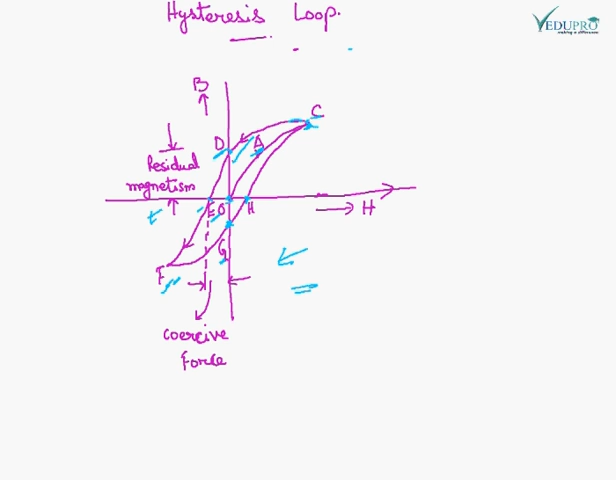 Hysteresis Loop.
VEDUPRO
making a difference
B
C
D A
Residual
magnetism
E O H
H
G
F
Coercive
Force